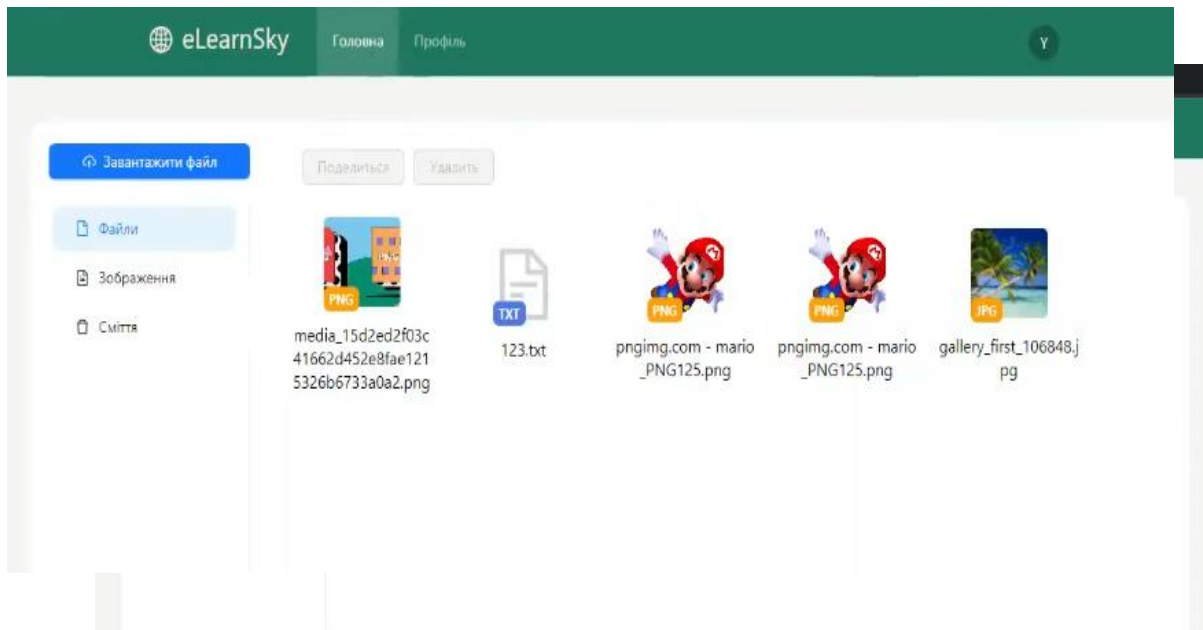 eLearnSky
Головна
Профіль
Y
Завантажити файл
Поделиться
Удалить
Файли
Зображення
Сміття
PNG
PNG
media_15d2ed2f03c
41662d452e8fae121
5326b6733a0a2.png
TXT
123.txt
PNG
pngimg.com - mario
_PNG125.png
PNG
pngimg.com - mario
_PNG125.png
JPG
gallery_first_106848.j
pg